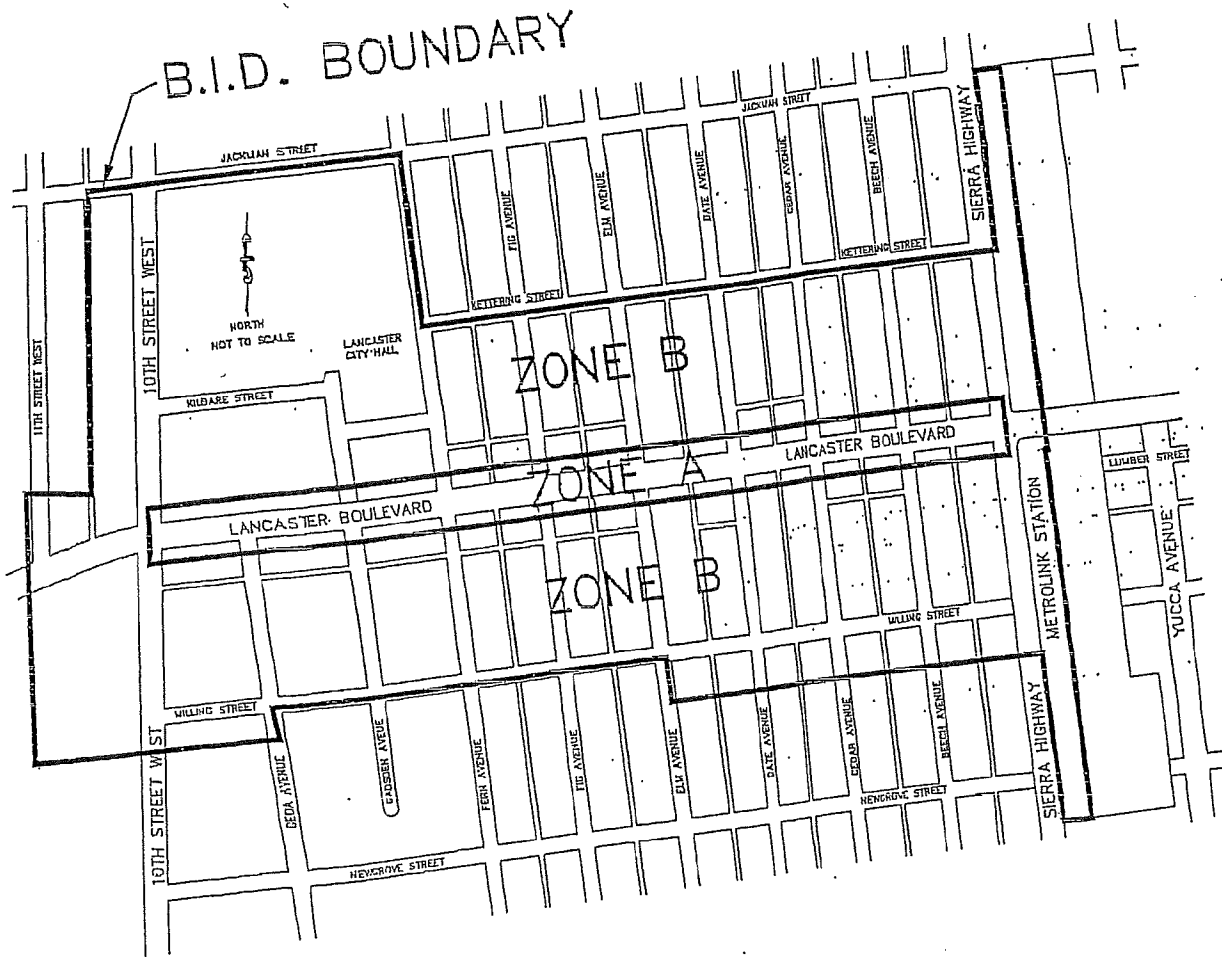 B.I.D. BOUNDARY
JACKMAN STREET
JACKMAN STREET
SIERRA HIGHWAY
FIG AVENUE
ELM AVENUE
DATE AVENUE
CEDAR AVENUE
BEECH AVENUE
10TH STREET WEST
11TH STREET WEST
NORTH
NOT TO SCALE
LANCASTER
CITY HALL
KETTERING STREET
KETTERING STREET
KILDARE STREET
ZONE B
ZONE A
LANCASTER BOULEVARD
LANCASTER BOULEVARD
LUMBER STREET
METROLINK STATION
YUCCA AVENUE
ZONE B
MILLING STREET
MILLING STREET
10TH STREET WEST
GENOA AVENUE
GADSDEN AVEUE
FERN AVENUE
FIG AVENUE
ELM AVENUE
DATE AVENUE
CEDAR AVENUE
BEECH AVENUE
SIERRA HIGHWAY
NEWGROVE STREET
NEWGROVE STREET